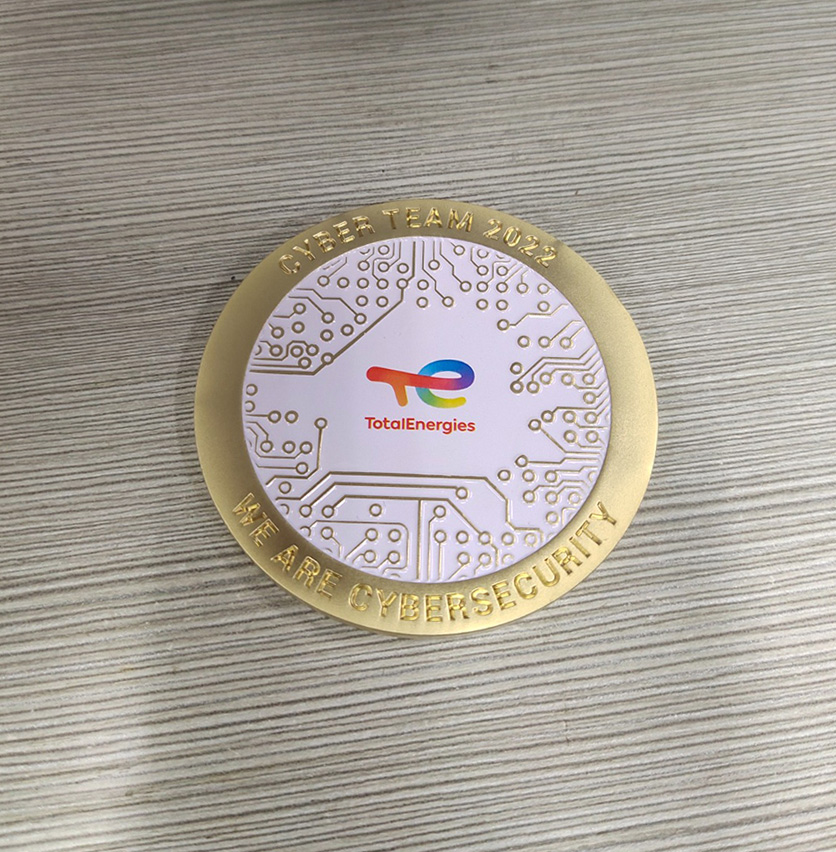 CYBER TEAM 2022
TotalEnergies
WE ARE CYBERSECURITY